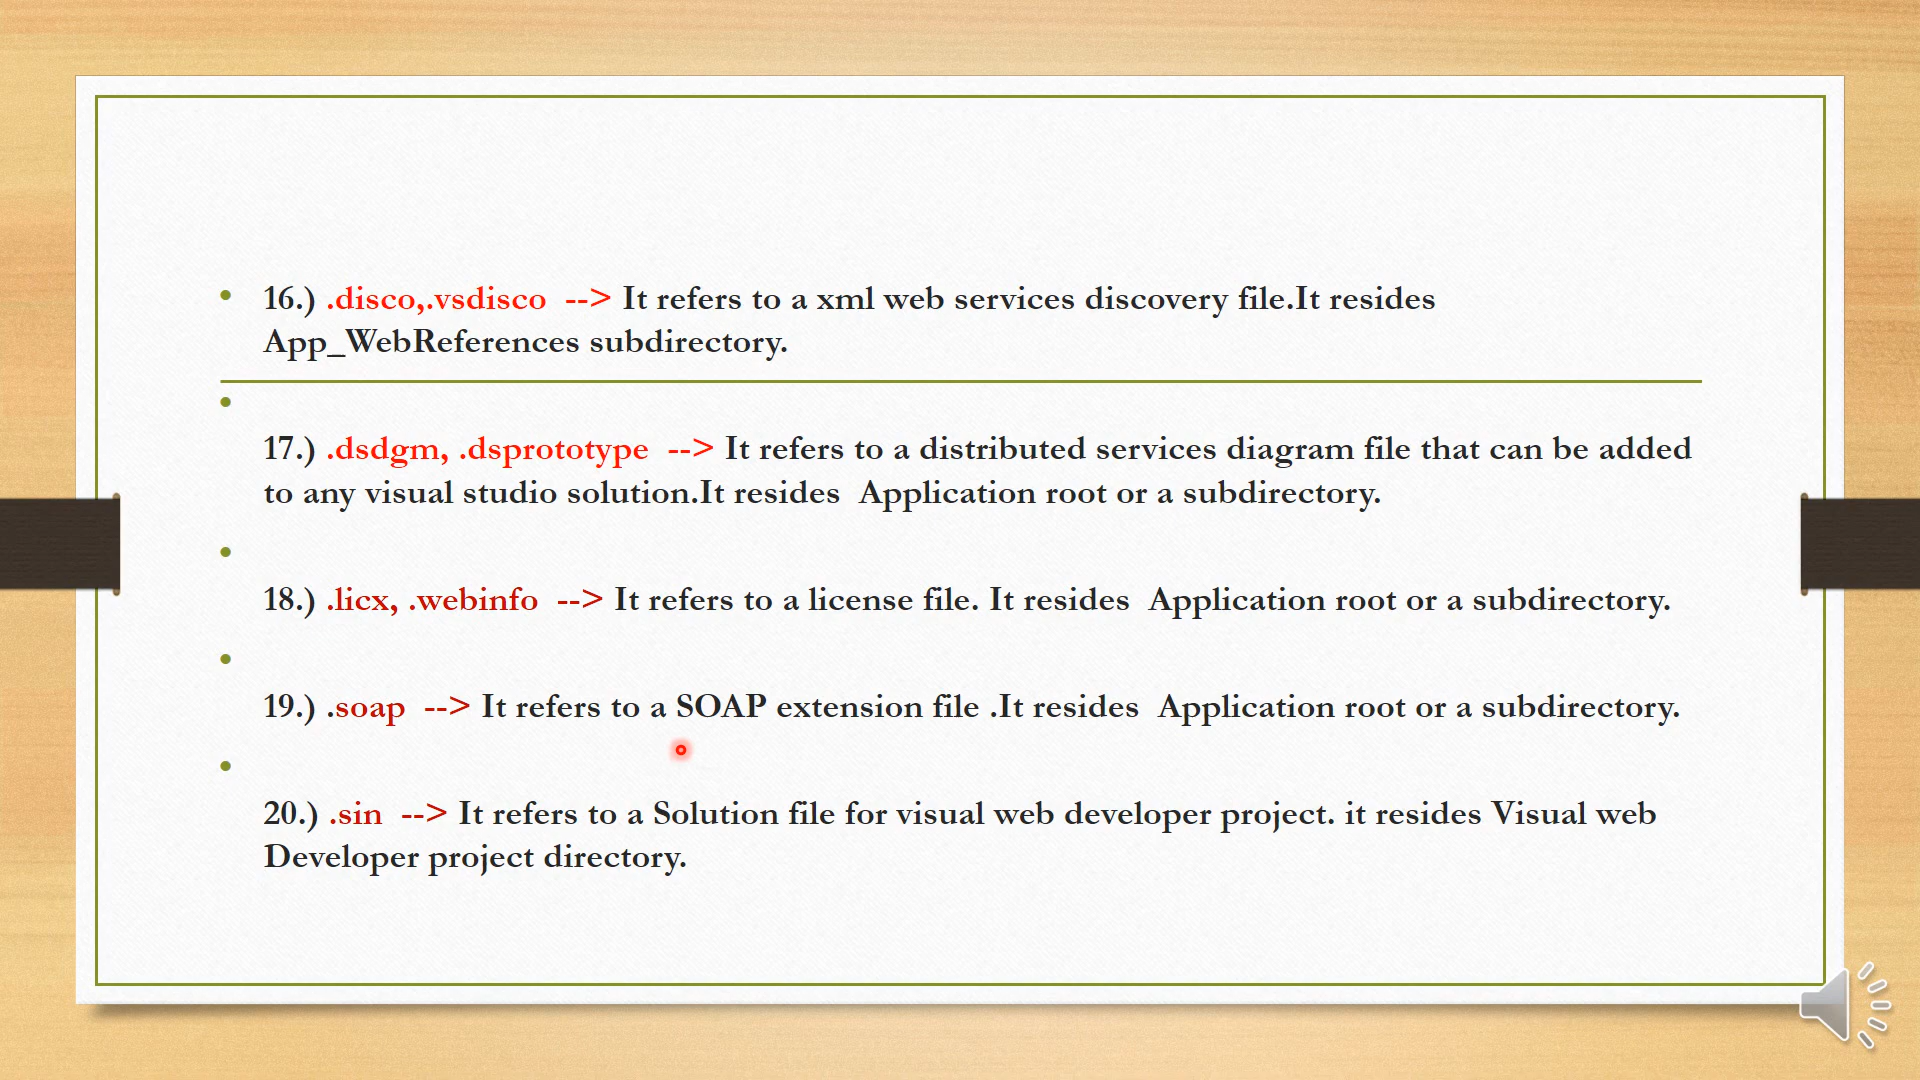 • 16.) .disco,.vsdisco --> It refers to a xml web services discovery file.It resides
App_WebReferences subdirectory.
•
17.) .dsdgm, .dsprototype --> It refers to a distributed services diagram file that can be added
to any visual studio solution.It resides Application root or a subdirectory.
•
18.) .licx, .webinfo --> It refers to a license file. It resides Application root or a subdirectory.
•
19.) .soap --> It refers to a SOAP extension file .It resides Application root or a subdirectory.
•
20.) .sin --> It refers to a Solution file for visual web developer project. it resides Visual web
Developer project directory.